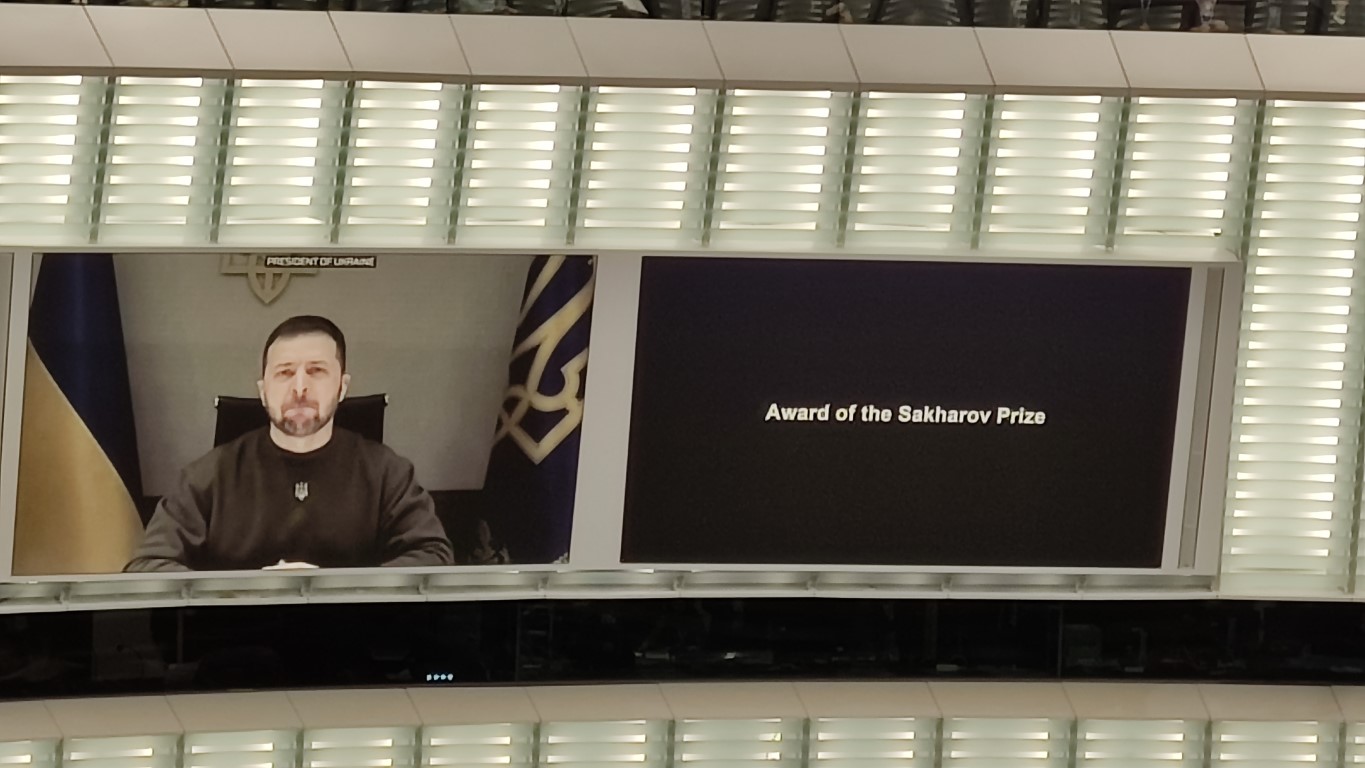 PRESIDENT OF UKRAINE
Award of the Sakharov Prize